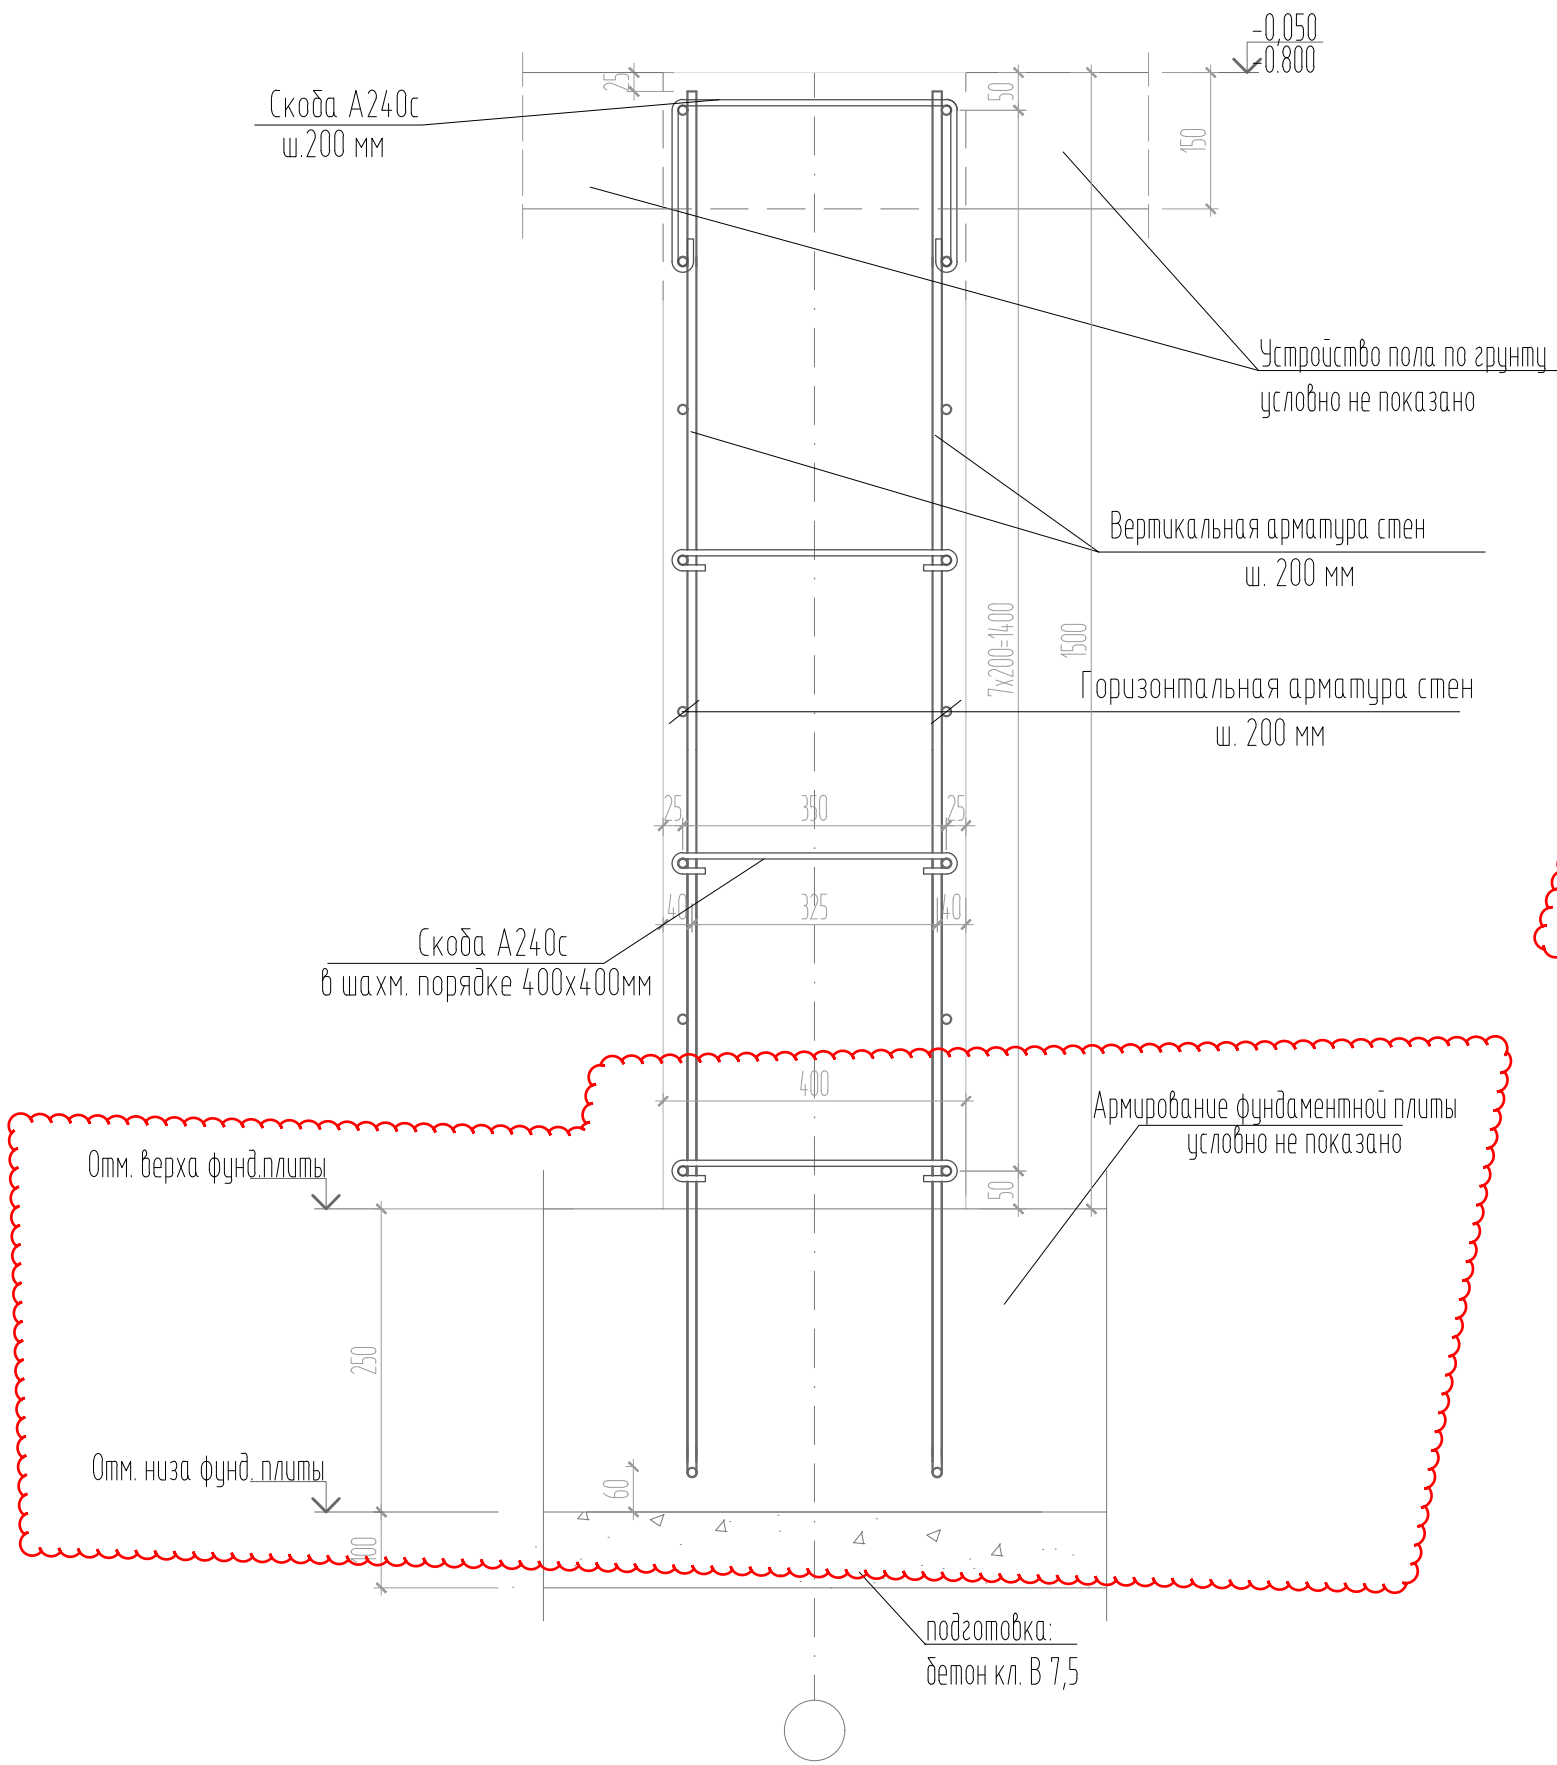 -0,050
-0.800
25
50
Скоба А240с
ш.200 мм
150
Устройство пола по грунту
условно не показано
Вертикальная арматура стен
ш. 200 мм
7х200=1400
1500
Горизонтальная арматура стен
ш. 200 мм
25
350
25
40
325
40
Скоба А240с
в шахм. порядке 400х400мм
400
Армирование фундаментной плиты
условно не показано
Отм. верха фунд.плиты
50
250
Отм. низа фунд. плиты
60
100
подготовка:
бетон кл. В 7,5